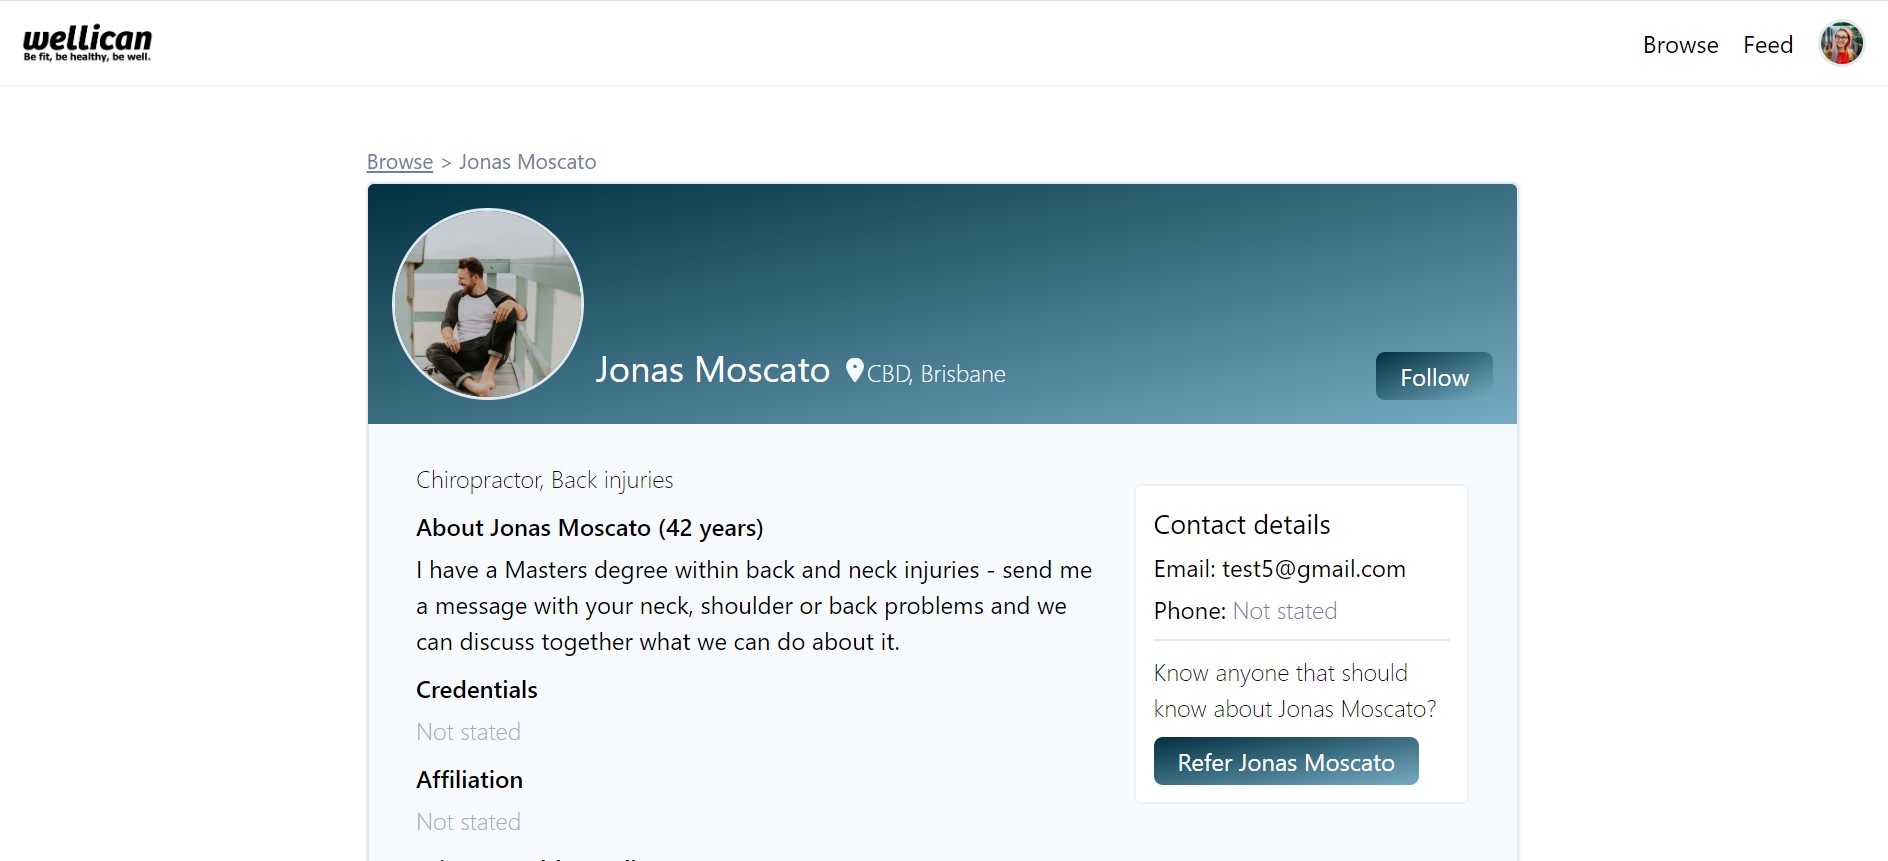 wellican
Be fit, be healthy, be well.
Browse Feed
Browse > Jonas Moscato
Jonas Moscato CBD, Brisbane
Follow
Chiropractor, Back injuries
About Jonas Moscato (42 years)
I have a Masters degree within back and neck injuries - send me
a message with your neck, shoulder or back problems and we
can discuss together what we can do about it.
Credentials
Not stated
Affiliation
Not stated
Contact details
Email: test5@gmail.com
Phone: Not stated
Know anyone that should
know about Jonas Moscato?
Refer Jonas Moscato